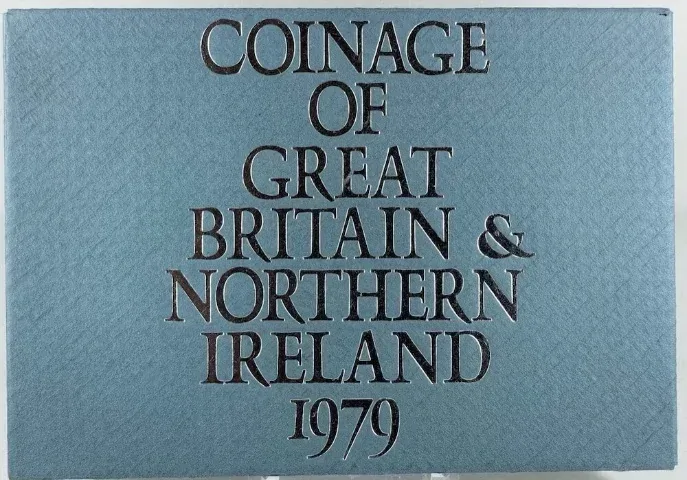 COINAGE
OF
GREAT
BRITAIN &
NORTHERN
IRELAND
1979